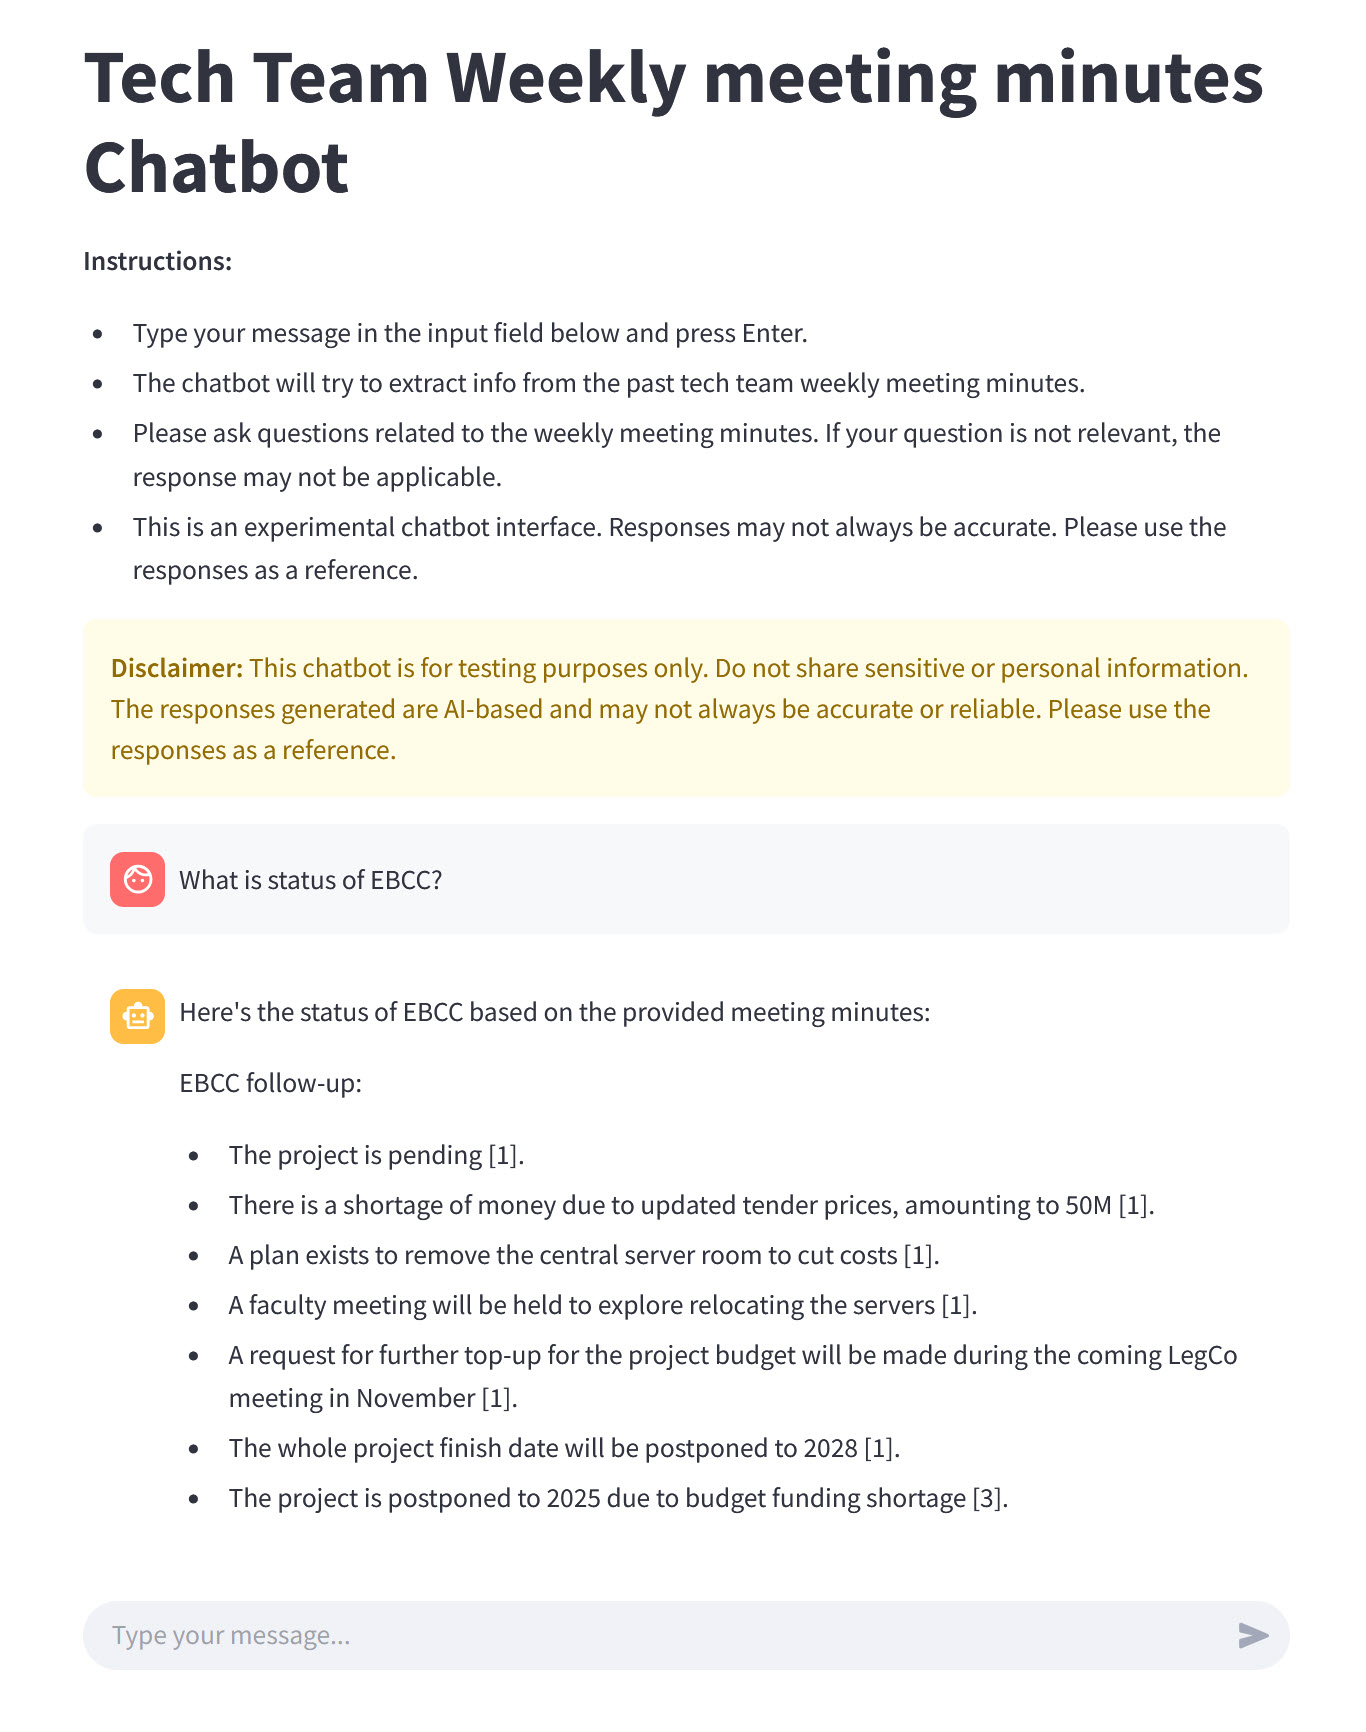 Tech Team Weekly meeting minutes
Chatbot
Instructions:
• Type your message in the input field below and press Enter.
• The chatbot will try to extract info from the past tech team weekly meeting minutes.
• Please ask questions related to the weekly meeting minutes. If your question is not relevant, the
response may not be applicable.
• This is an experimental chatbot interface. Responses may not always be accurate. Please use the
responses as a reference.
Disclaimer: This chatbot is for testing purposes only. Do not share sensitive or personal information.
The responses generated are AI-based and may not always be accurate or reliable. Please use the
responses as a reference.
What is status of EBCC?
Here's the status of EBCC based on the provided meeting minutes:
EBCC follow-up:
• The project is pending [1].
• There is a shortage of money due to updated tender prices, amounting to 50M [1].
• A plan exists to remove the central server room to cut costs [1].
• A faculty meeting will be held to explore relocating the servers [1].
• A request for further top-up for the project budget will be made during the coming LegCo
meeting in November [1].
• The whole project finish date will be postponed to 2028 [1].
• The project is postponed to 2025 due to budget funding shortage [3].
Type your message...